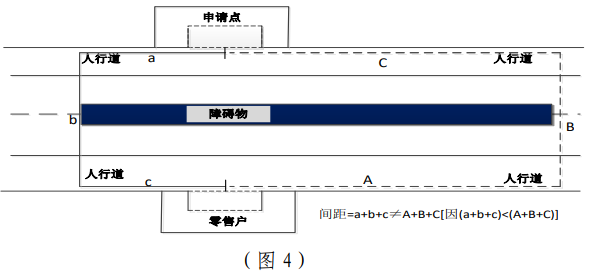 申请点
人行道 a C 人行道
b 障碍物 B
人行道 c A 人行道
零售户
间距=a+b+c≠A+B+C[因(a+b+c)<(A+B+C)]
(图4)